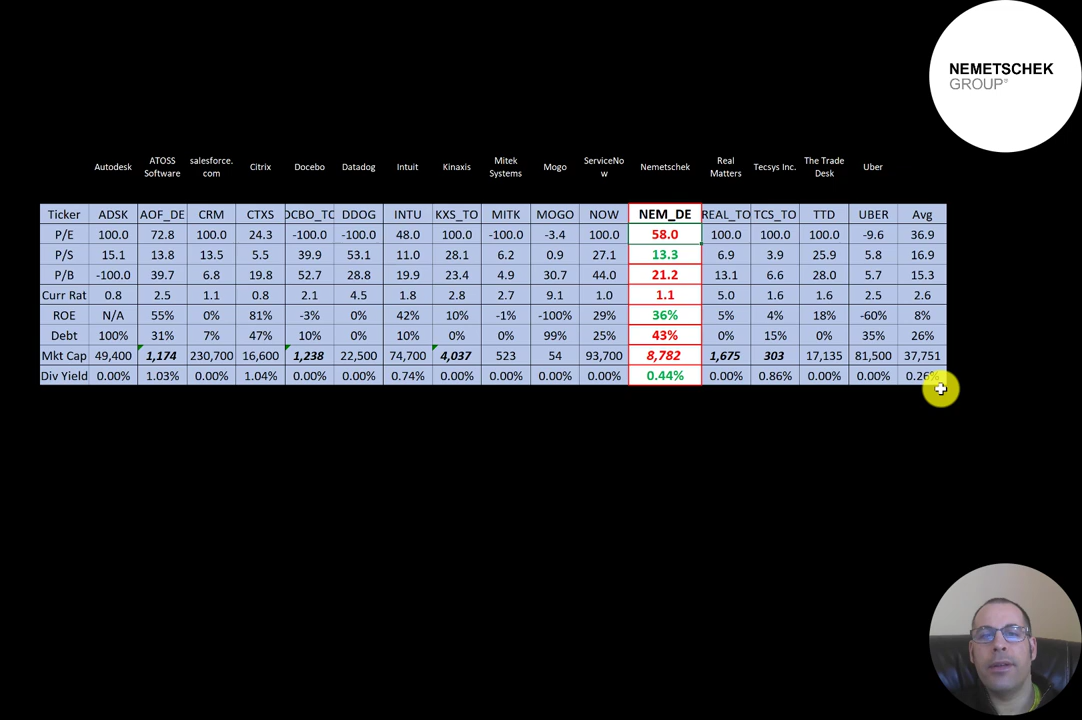 NEMETSCHEK
GROUP®
Autodesk ATOSS Software salesforce.com Citrix Docebo Datadog Intuit Kinaxis Mitek Systems Mogo ServiceNow Nemetschek Real Matters Tecsys Inc. The Trade Desk Uber
Ticker ADSK AOF_DE CRM CTXS DCBO_TO DDOG INTU KXS_TO MITK MOGO NOW NEM_DE REAL_TO TCS_TO TTD UBER Avg
P/E 100.0 72.8 100.0 24.3 -100.0 -100.0 48.0 100.0 -100.0 -3.4 100.0 58.0 100.0 100.0 100.0 -9.6 36.9
P/S 15.1 13.8 13.5 5.5 39.9 53.1 11.0 28.1 6.2 0.9 27.1 13.3 6.9 3.9 25.9 5.8 16.9
P/B -100.0 39.7 6.8 19.8 52.7 28.8 19.9 23.4 4.9 30.7 44.0 21.2 13.1 6.6 28.0 5.7 15.3
Curr Rat 0.8 2.5 1.1 0.8 2.1 4.5 1.8 2.8 2.7 9.1 1.0 1.1 5.0 1.6 1.6 2.5 2.6
ROE N/A 55% 0% 81% -3% 0% 42% 10% -1% -100% 29% 36% 5% 4% 18% -60% 8%
Debt 100% 31% 7% 47% 10% 0% 10% 0% 0% 99% 25% 43% 0% 15% 0% 35% 26%
Mkt Cap 49,400 1,174 230,700 16,600 1,238 22,500 74,700 4,037 523 54 93,700 8,782 1,675 303 17,135 81,500 37,751
Div Yield 0.00% 1.03% 0.00% 1.04% 0.00% 0.00% 0.74% 0.00% 0.00% 0.00% 0.00% 0.44% 0.00% 0.86% 0.00% 0.00% 0.26%